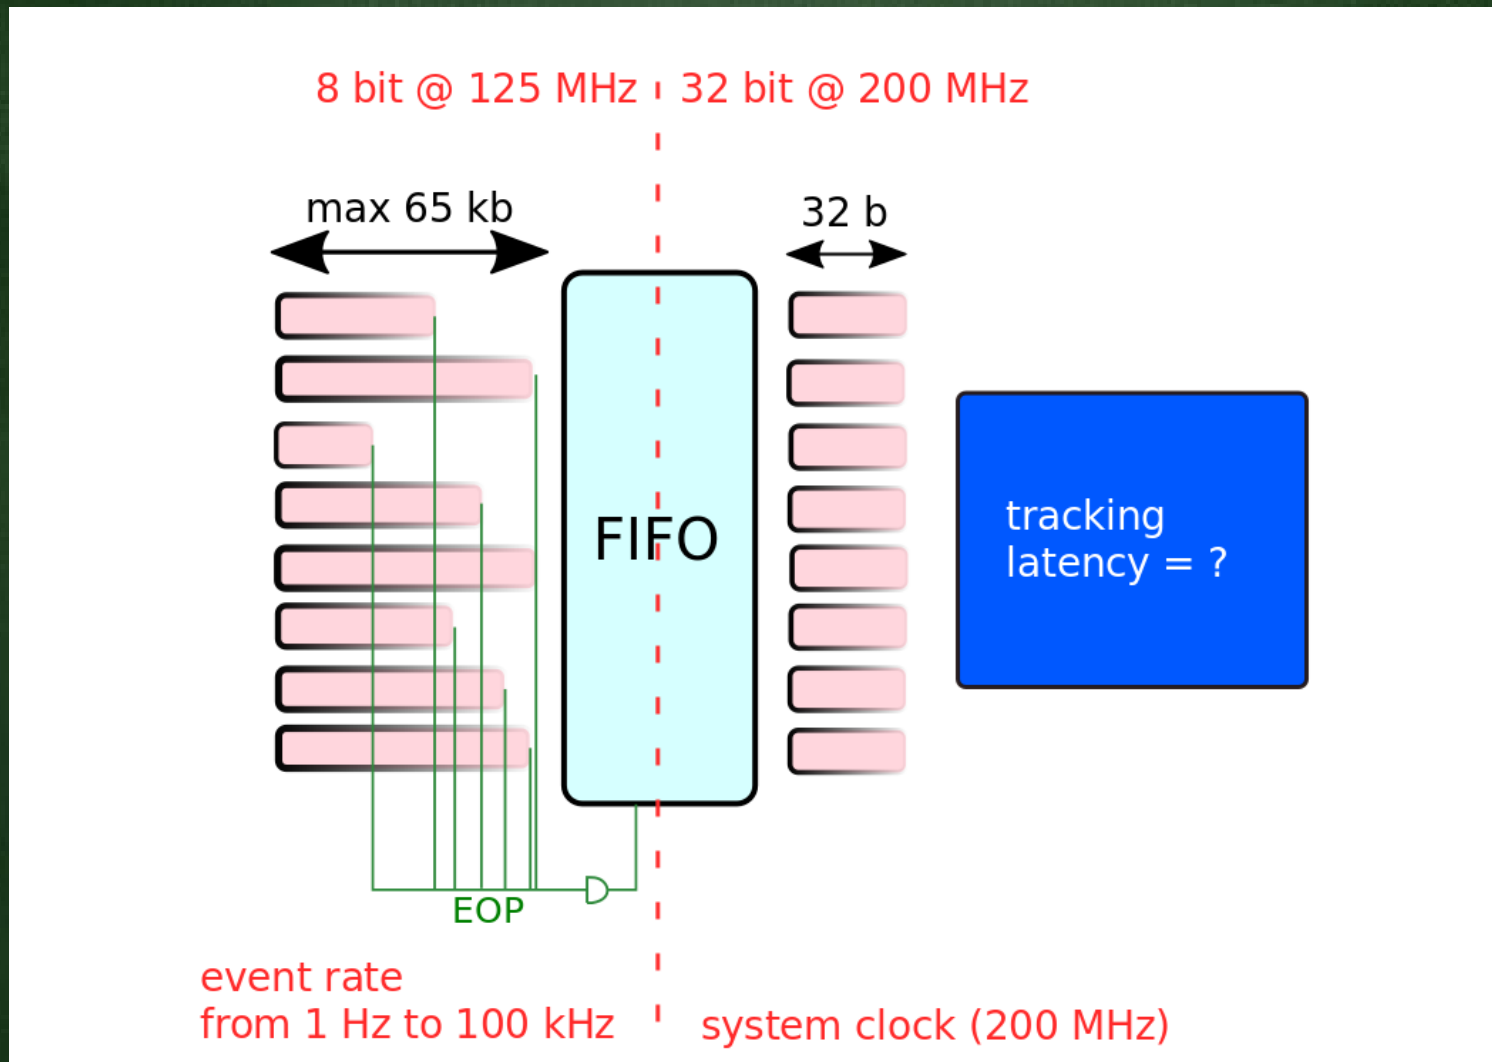 8 bit @ 125 MHz
32 bit @ 200 MHz
max 65 kb
32 b
FIFO
tracking
latency = ?
EOP
event rate
from 1 Hz to 100 kHz
system clock (200 MHz)